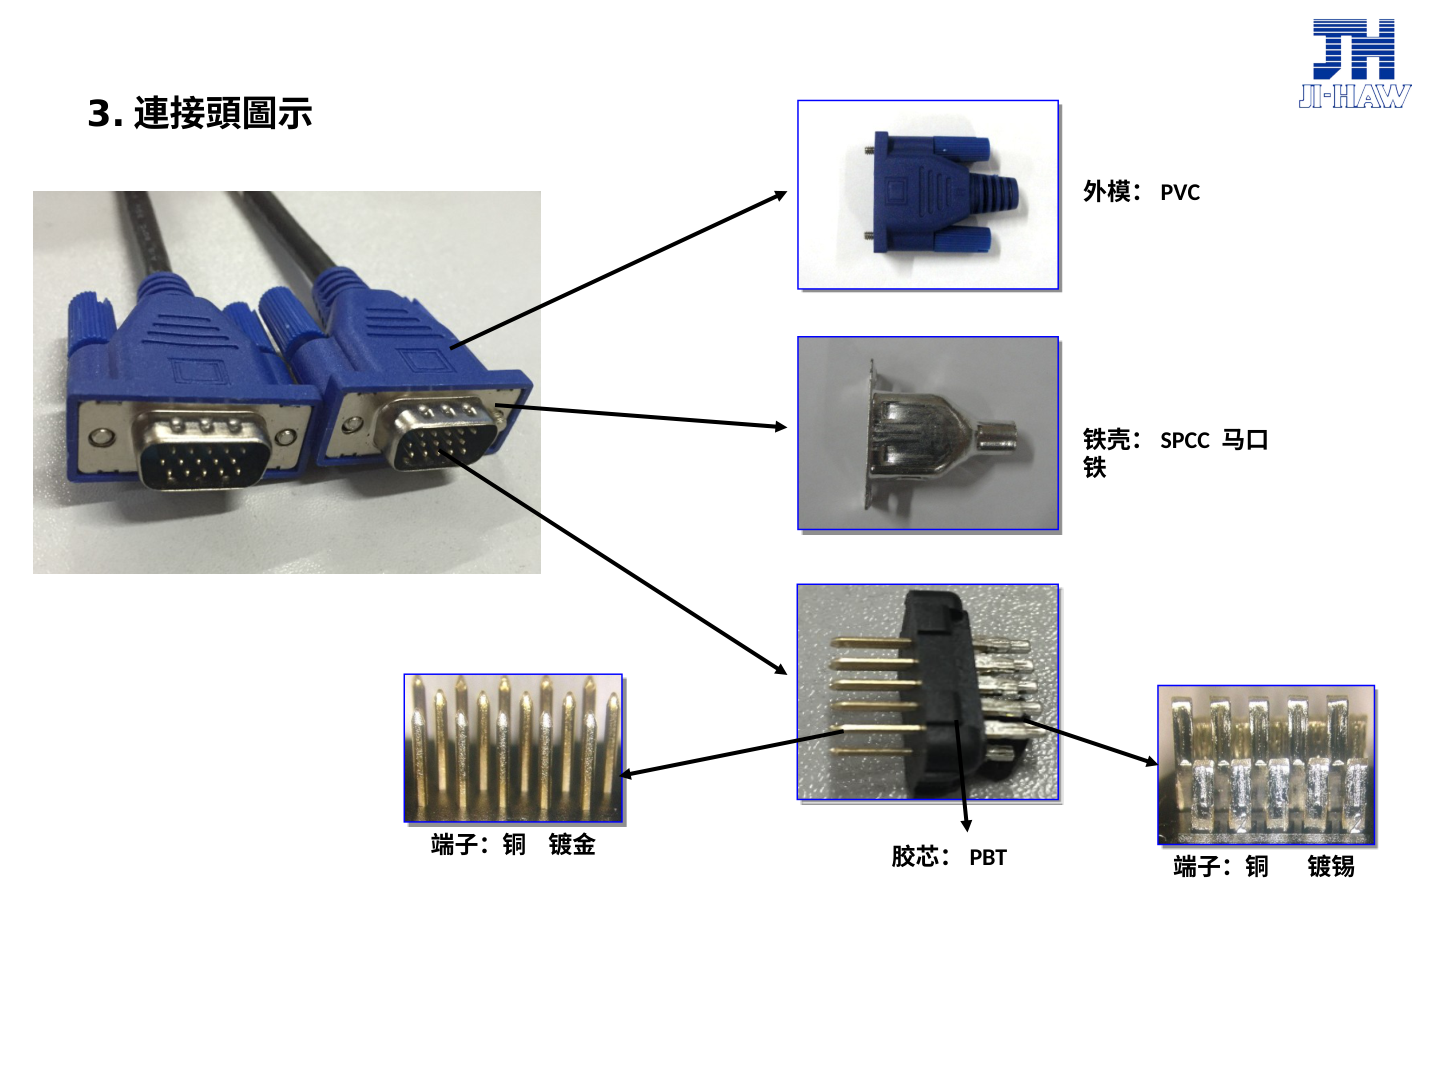 JI-HAW
3. 連接頭圖示
外模： PVC
铁壳： SPCC 马口
铁
端子：铜 镀金
胶芯： PBT
端子：铜 镀锡